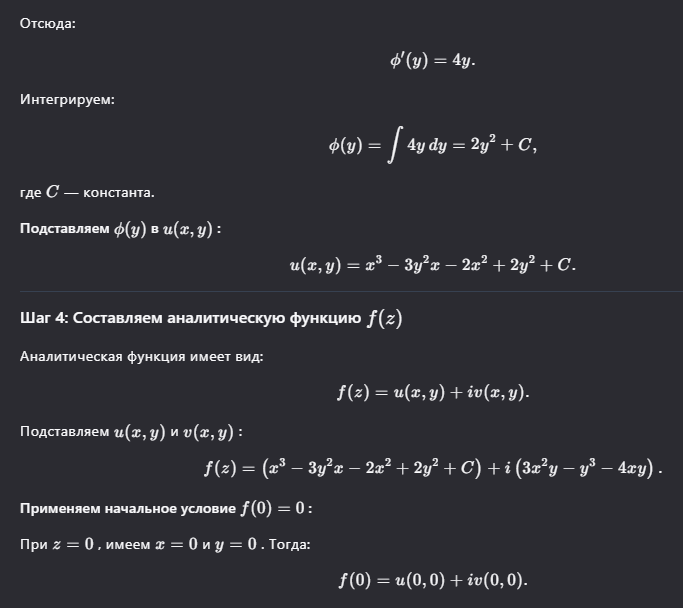 Отсюда:
ϕ′(y) = 4y.
Интегрируем:
ϕ(y) = ∫ 4y dy = 2y² + C,
где C — константа.
Подставляем ϕ(y) в u(x, y) :
u(x, y) = x³ − 3y²x − 2x² + 2y² + C.
Шаг 4: Составляем аналитическую функцию f(z)
Аналитическая функция имеет вид:
f(z) = u(x, y) + iv(x, y).
Подставляем u(x, y) и v(x, y) :
f(z) = (x³ − 3y²x − 2x² + 2y² + C) + i (3x²y − y³ − 4xy) .
Применяем начальное условие f(0) = 0 :
При z = 0 , имеем x = 0 и y = 0 . Тогда:
f(0) = u(0, 0) + iv(0, 0).